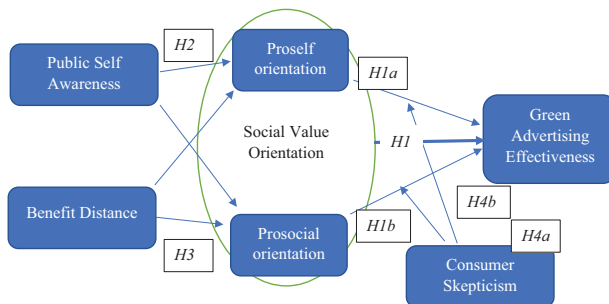 H2
Public Self
Awareness
Proself
orientation
H1a
Green
Advertising
Effectiveness
Social Value
Orientation
H1
Benefit Distance
H3
Prosocial
orientation
H1b
H4b
H4a
Consumer
Skepticism